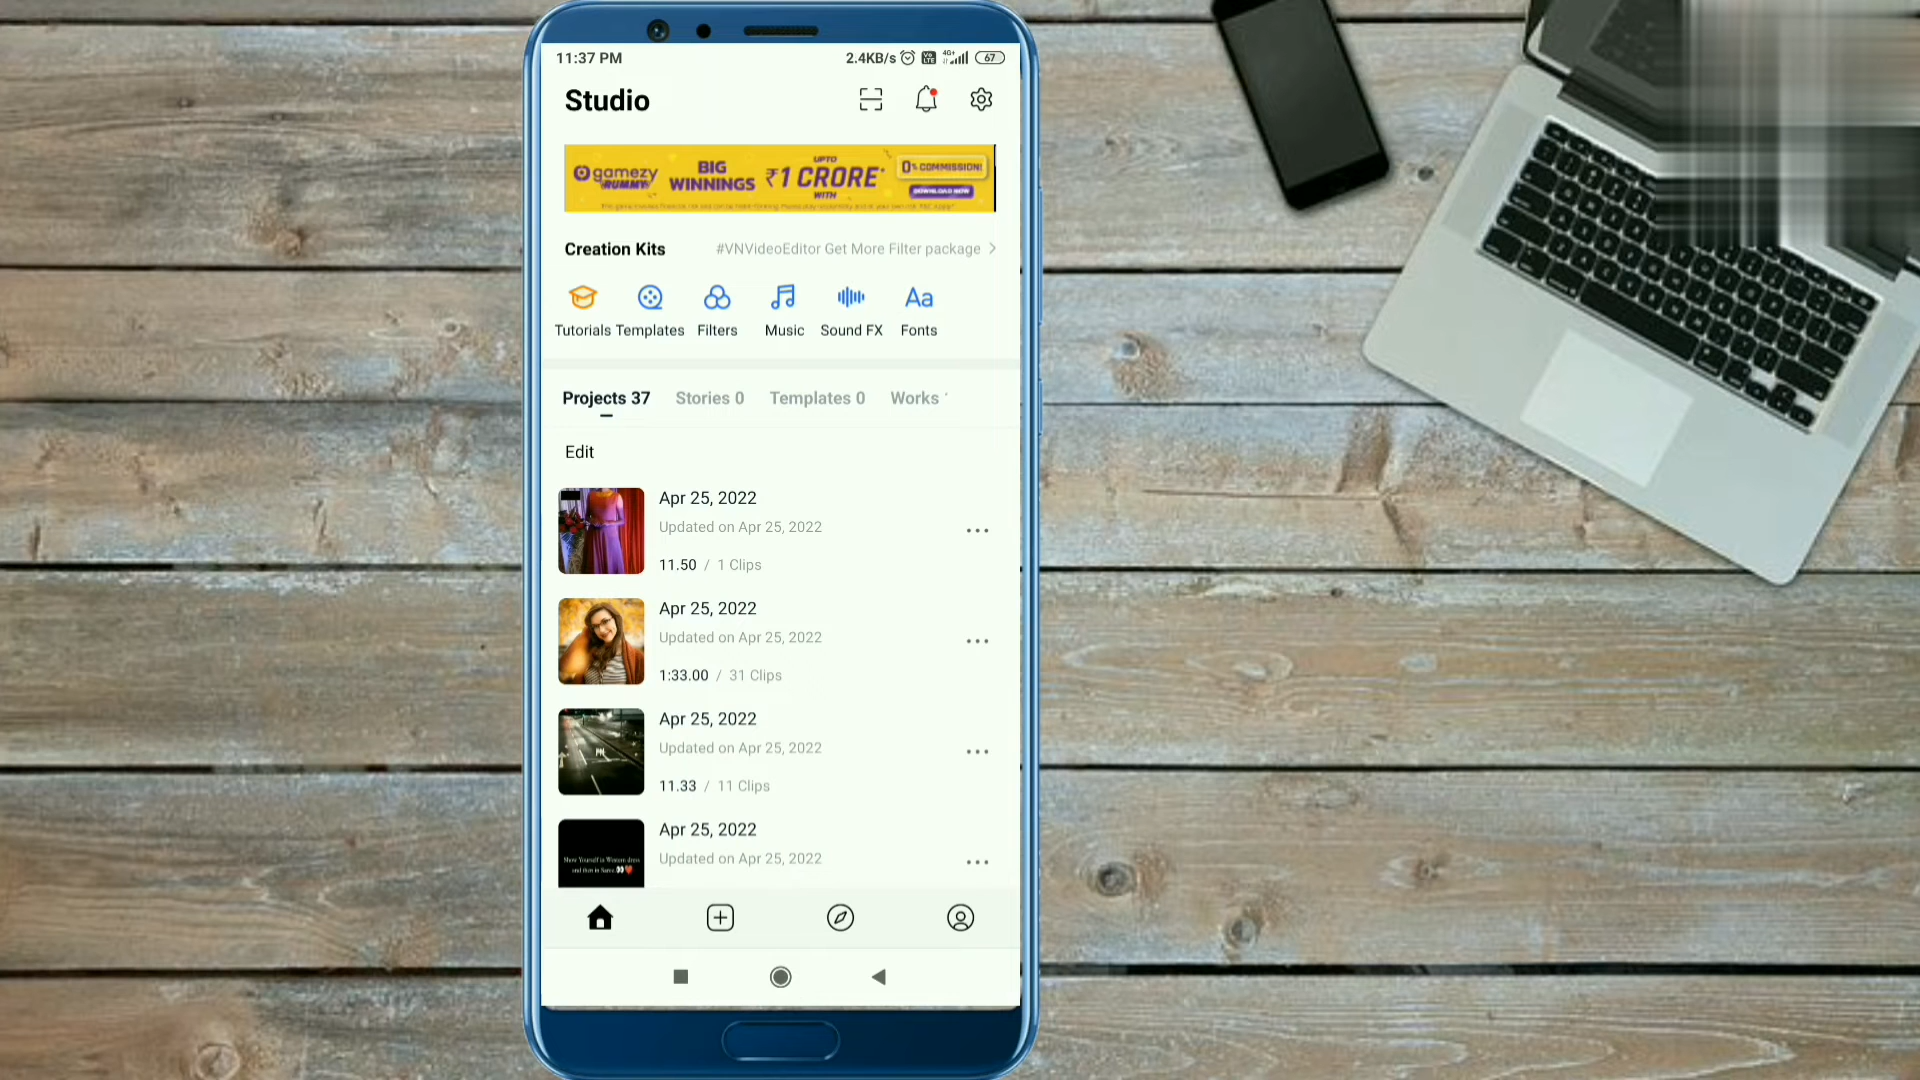 11:37 PM 2.4KB/s 4G+ 67
Studio
gamezy RUMMY BIG WINNINGS UPTO ₹1 CRORE* WITH 0% COMMISSION! DOWNLOAD NOW
Creation Kits #VNVideoEditor Get More Filter package
Tutorials Templates Filters Music Sound FX Fonts
Projects 37 Stories 0 Templates 0 Works
Edit
Apr 25, 2022
Updated on Apr 25, 2022
11.50 / 1 Clips
Apr 25, 2022
Updated on Apr 25, 2022
1:33.00 / 31 Clips
Apr 25, 2022
Updated on Apr 25, 2022
11.33 / 11 Clips
Apr 25, 2022
Updated on Apr 25, 2022